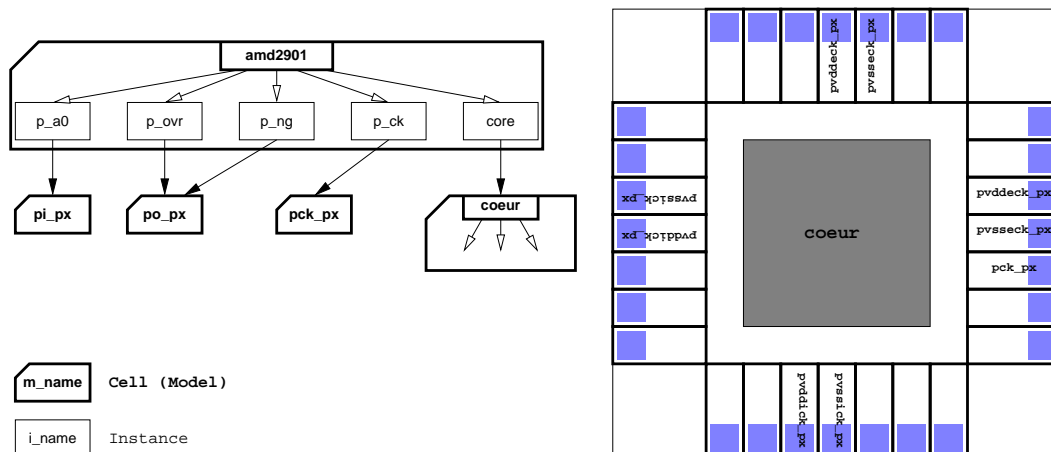 amd2901
p_a0
p_ovr
p_ng
p_ck
core
pi_px
po_px
pck_px
coeur
m_name
Cell (Model)
i_name
Instance
pvddeck_px
pvsseck_px
pvssick_px
pvddick_px
coeur
pvddeck_px
pvsseck_px
pck_px
pvddick_px
pvssick_px